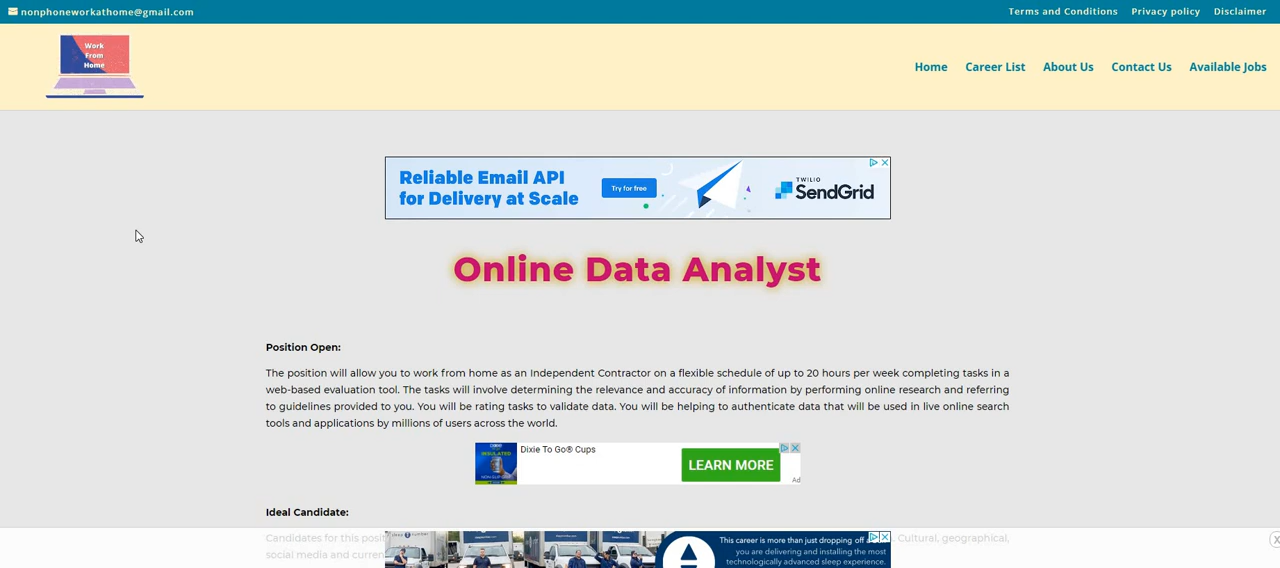 nonphoneworkathome@gmail.com
Terms and Conditions Privacy policy Disclaimer
Work
From
Home
Home Career List About Us Contact Us Available Jobs
Reliable Email API
for Delivery at Scale
Try for free
TWILIO
SendGrid
Online Data Analyst
Position Open:
The position will allow you to work from home as an Independent Contractor on a flexible schedule of up to 20 hours per week completing tasks in a
web-based evaluation tool. The tasks will involve determining the relevance and accuracy of information by performing online research and referring
to guidelines provided to you. You will be rating tasks to validate data. You will be helping to authenticate data that will be used in live online search
tools and applications by millions of users across the world.
INSULATED
Dixie To Go® Cups
LEARN MORE
Ad
Ideal Candidate:
Candidates for this posit
Cultural, geographical,
social media and curren
This career is more than just dropping off a
you are delivering and installing the most
technologically advanced sleep experience.
X